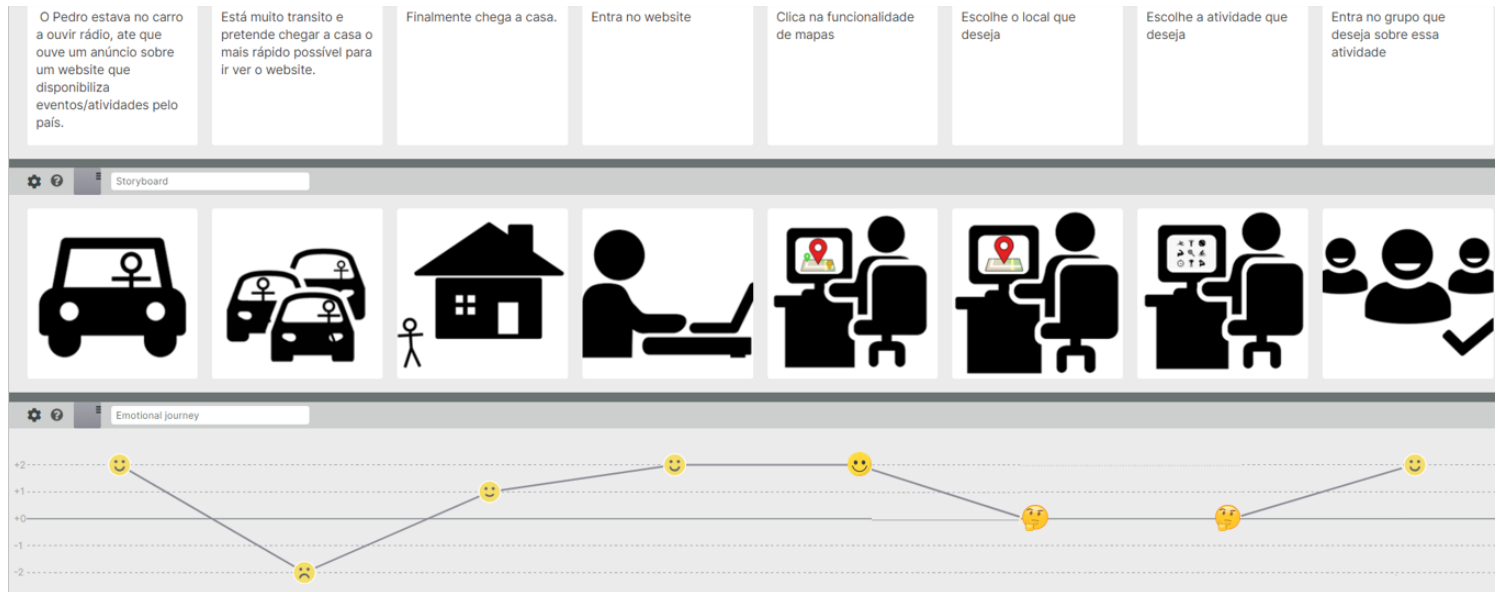 O Pedro estava no carro
a ouvir rádio, ate que
ouve um anúncio sobre
um website que
disponibiliza
eventos/atividades pelo
país.
Está muito transito e
pretende chegar a casa o
mais rápido possível para
ir ver o website.
Finalmente chega a casa.
Entra no website
Clica na funcionalidade
de mapas
Escolhe o local que
deseja
Escolhe a atividade que
deseja
Entra no grupo que
deseja sobre essa
atividade
Storyboard
Emotional journey
+2
+1
+0
-1
-2